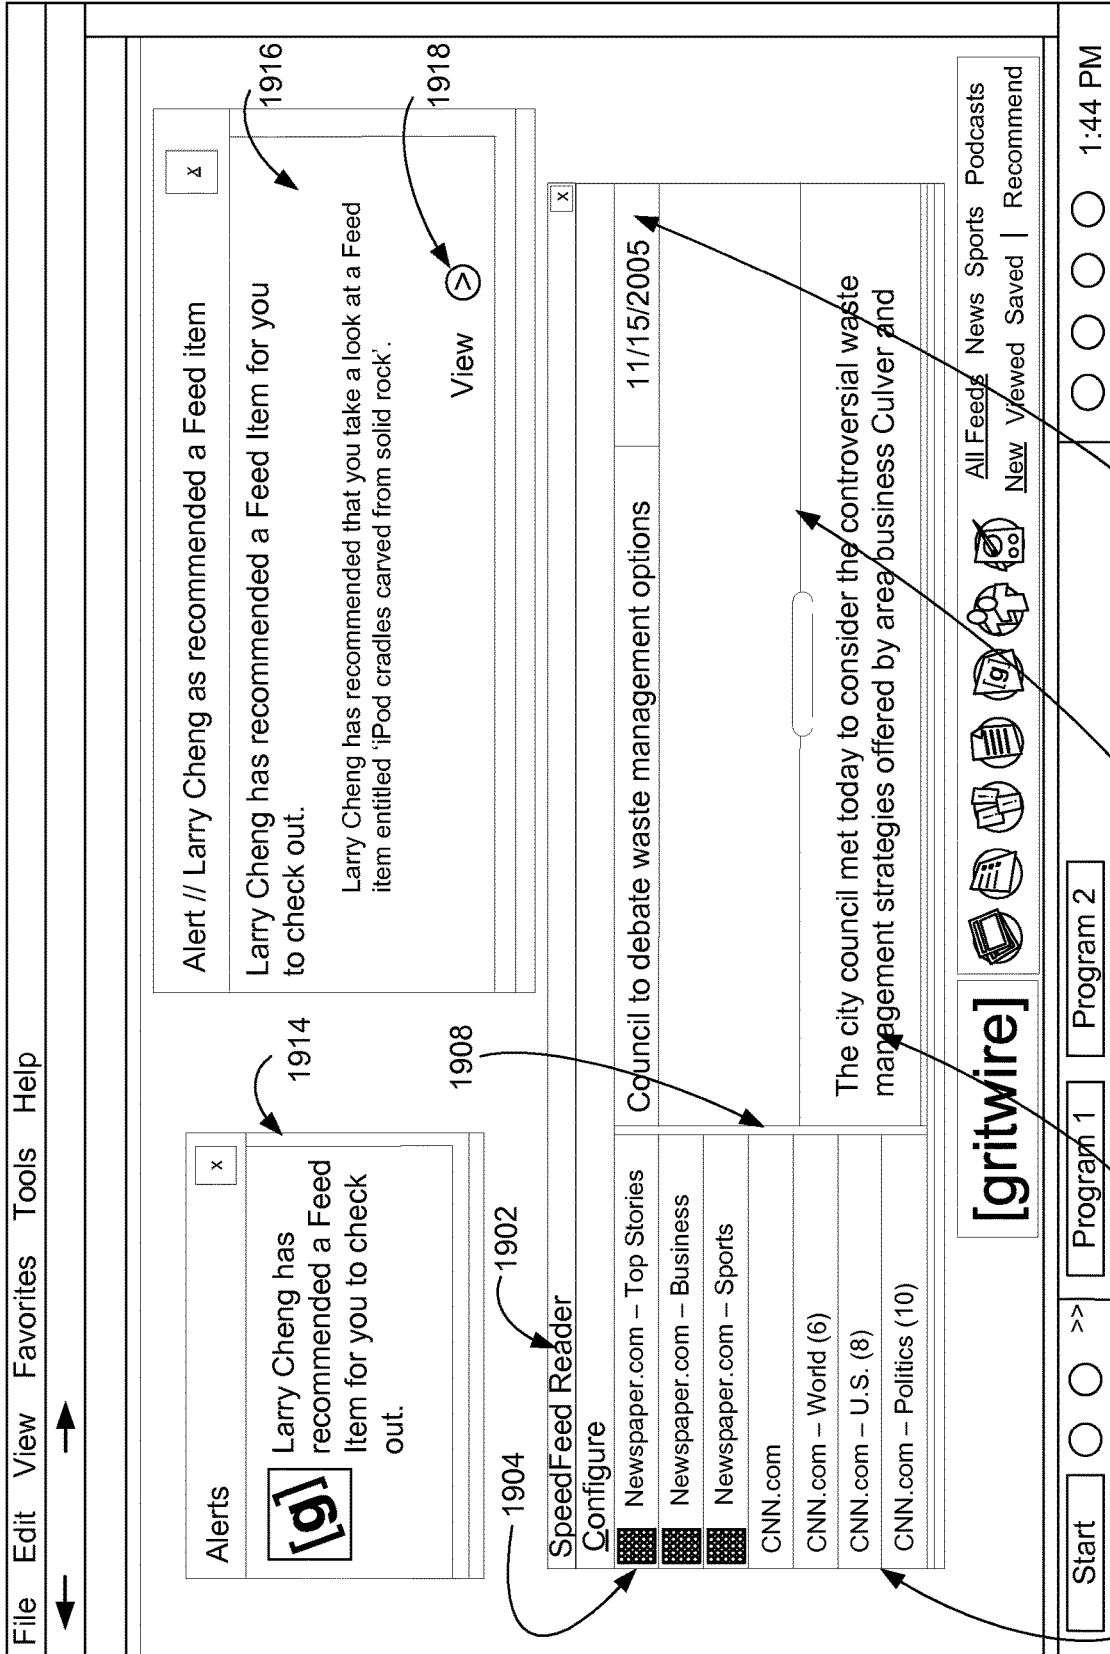 File Edit View Favorites Tools Help
Alerts
x
[g]
Larry Cheng has
recommended a Feed
Item for you to check
out.
1914
Alert // Larry Cheng as recommended a Feed item
x
Larry Cheng has recommended a Feed Item for you
to check out.
Larry Cheng has recommended that you take a look at a Feed
item entitled 'iPod cradles carved from solid rock'.
View >
1916
1918
1902
1904
1908
SpeedFeed Reader
x
Configure
Newspaper.com – Top Stories
Newspaper.com – Business
Newspaper.com – Sports
CNN.com
CNN.com – World (6)
CNN.com – U.S. (8)
CNN.com – Politics (10)
Council to debate waste management options
11/15/2005
The city council met today to consider the controversial waste
management strategies offered by area business Culver and
[gritwire]
[g]
All Feeds News Sports Podcasts
New Viewed Saved | Recommend
Start >> Program 1 Program 2 1:44 PM